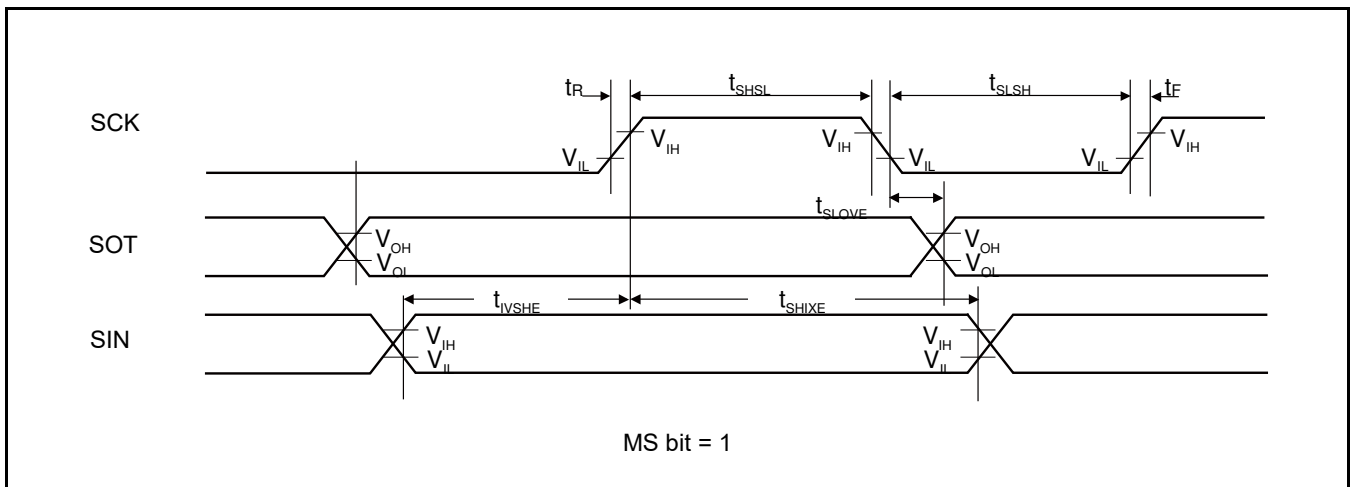 tR tSHSL tSLSH tF
SCK
VIH VIH VIH
VIL VIL VIL
tSLOVE
SOT
VOH VOH
VOL VOL
tIVSHE tSHIXE
SIN
VIH VIH
VIL VIL
MS bit = 1